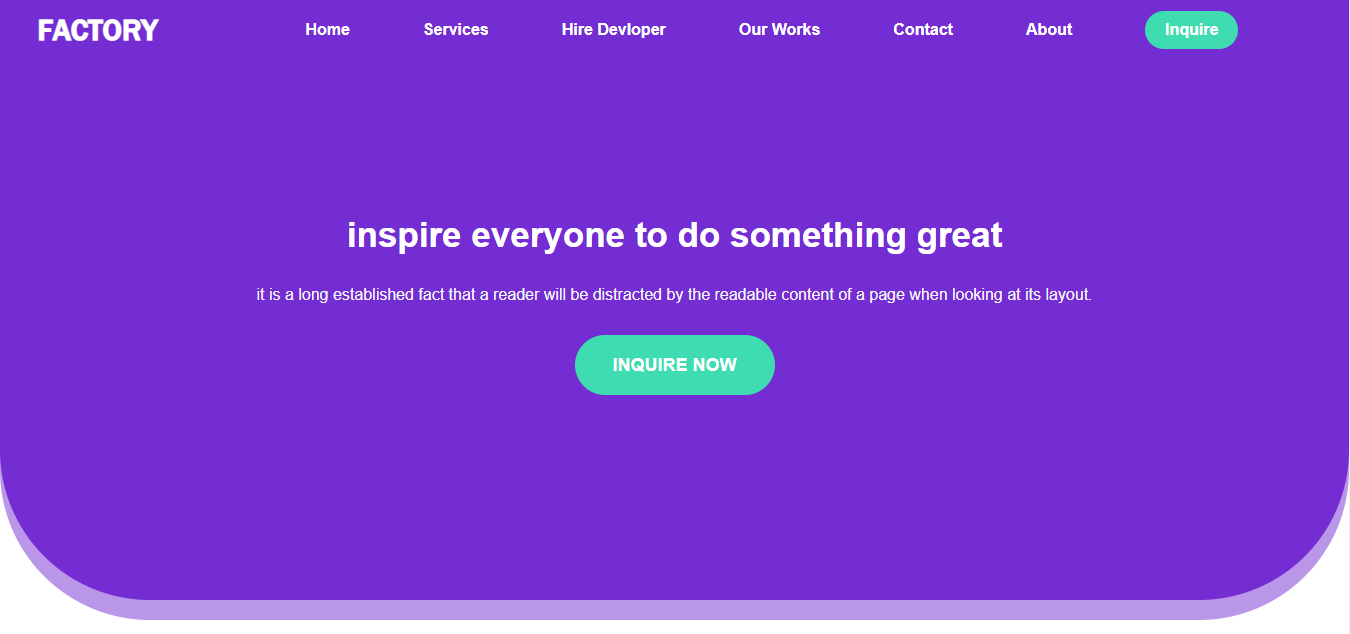 FACTORY
Home Services Hire Devloper Our Works Contact About Inquire
inspire everyone to do something great
it is a long established fact that a reader will be distracted by the readable content of a page when looking at its layout.
INQUIRE NOW